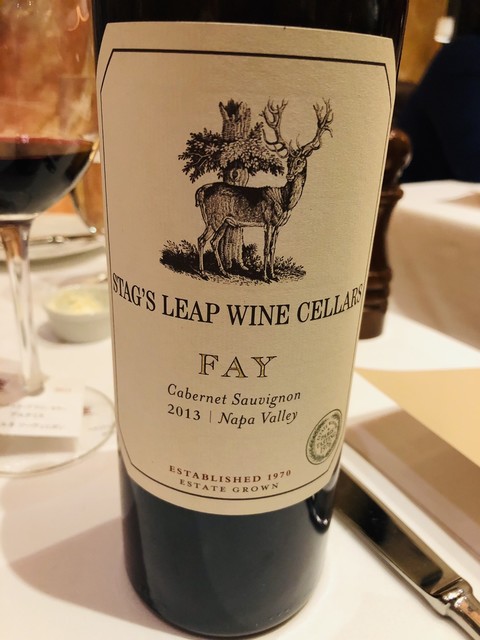 STAG'S LEAP WINE CELLARS
FAY
Cabernet Sauvignon
2013 | Napa Valley
ESTABLISHED 1970
ESTATE GROWN